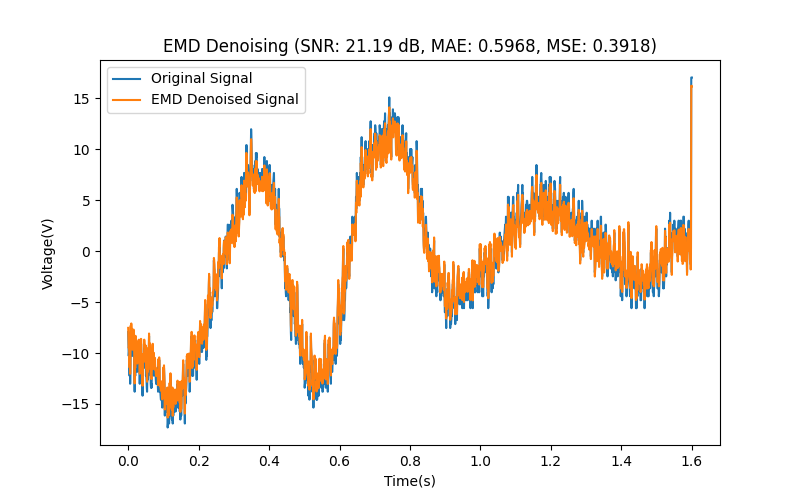 EMD Denoising (SNR: 21.19 dB, MAE: 0.5968, MSE: 0.3918)
Original Signal
EMD Denoised Signal
15
10
5
0
−5
−10
−15
Voltage(V)
0.0 0.2 0.4 0.6 0.8 1.0 1.2 1.4 1.6
Time(s)